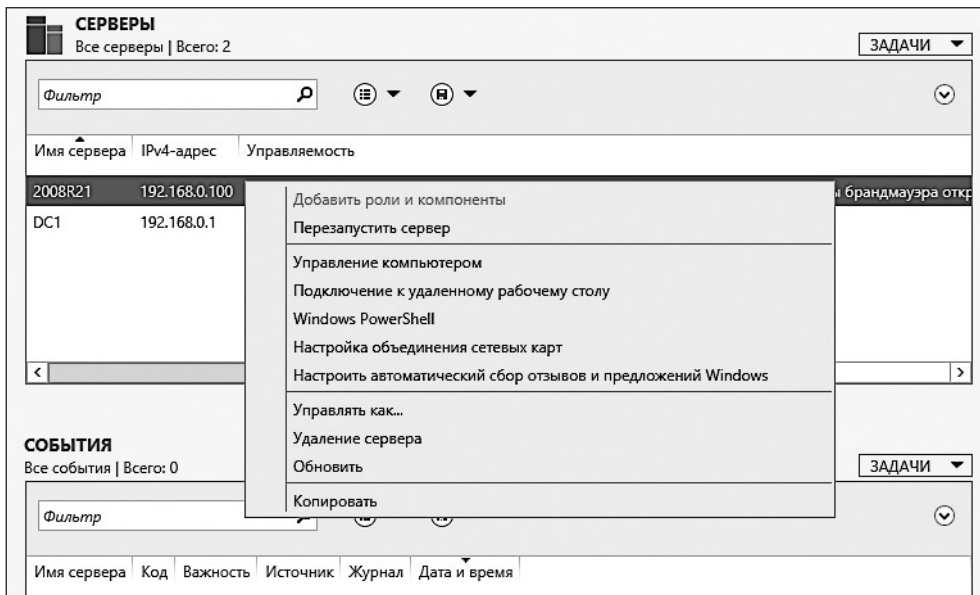 СЕРВЕРЫ
Все серверы | Всего: 2
ЗАДАЧИ
Фильтр
Имя сервера IPv4-адрес Управляемость
2008R21 192.168.0.100 брандмауэра
DC1 192.168.0.1
Добавить роли и компоненты
Перезапустить сервер
Управление компьютером
Подключение к удаленному рабочему столу
Windows PowerShell
Настройка объединения сетевых карт
Настроить автоматический сбор отзывов и предложений Windows
Управлять как...
Удаление сервера
Обновить
Копировать
СОБЫТИЯ
Все события | Всего: 0
ЗАДАЧИ
Фильтр
Имя сервера Код Важность Источник Журнал Дата и время